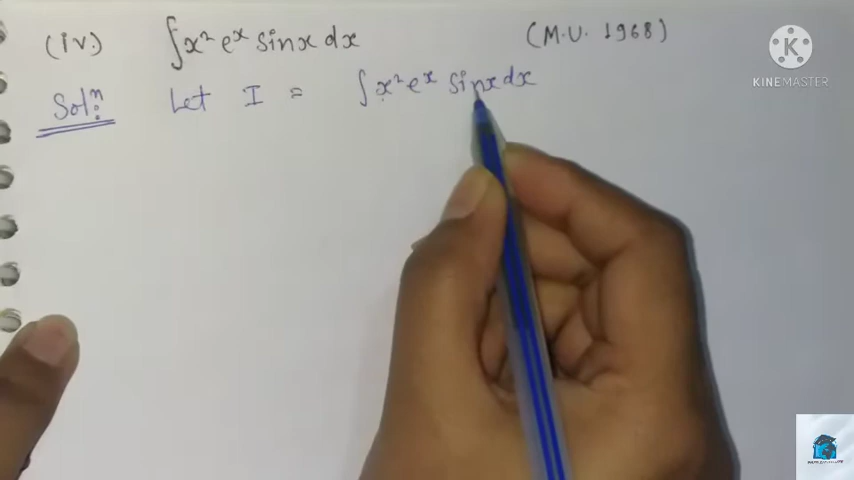 (iv.) ∫x² eˣ sinx dx (M.U. 1968)
Solⁿ: Let I = ∫x² eˣ sinx dx
K
KINEMASTER